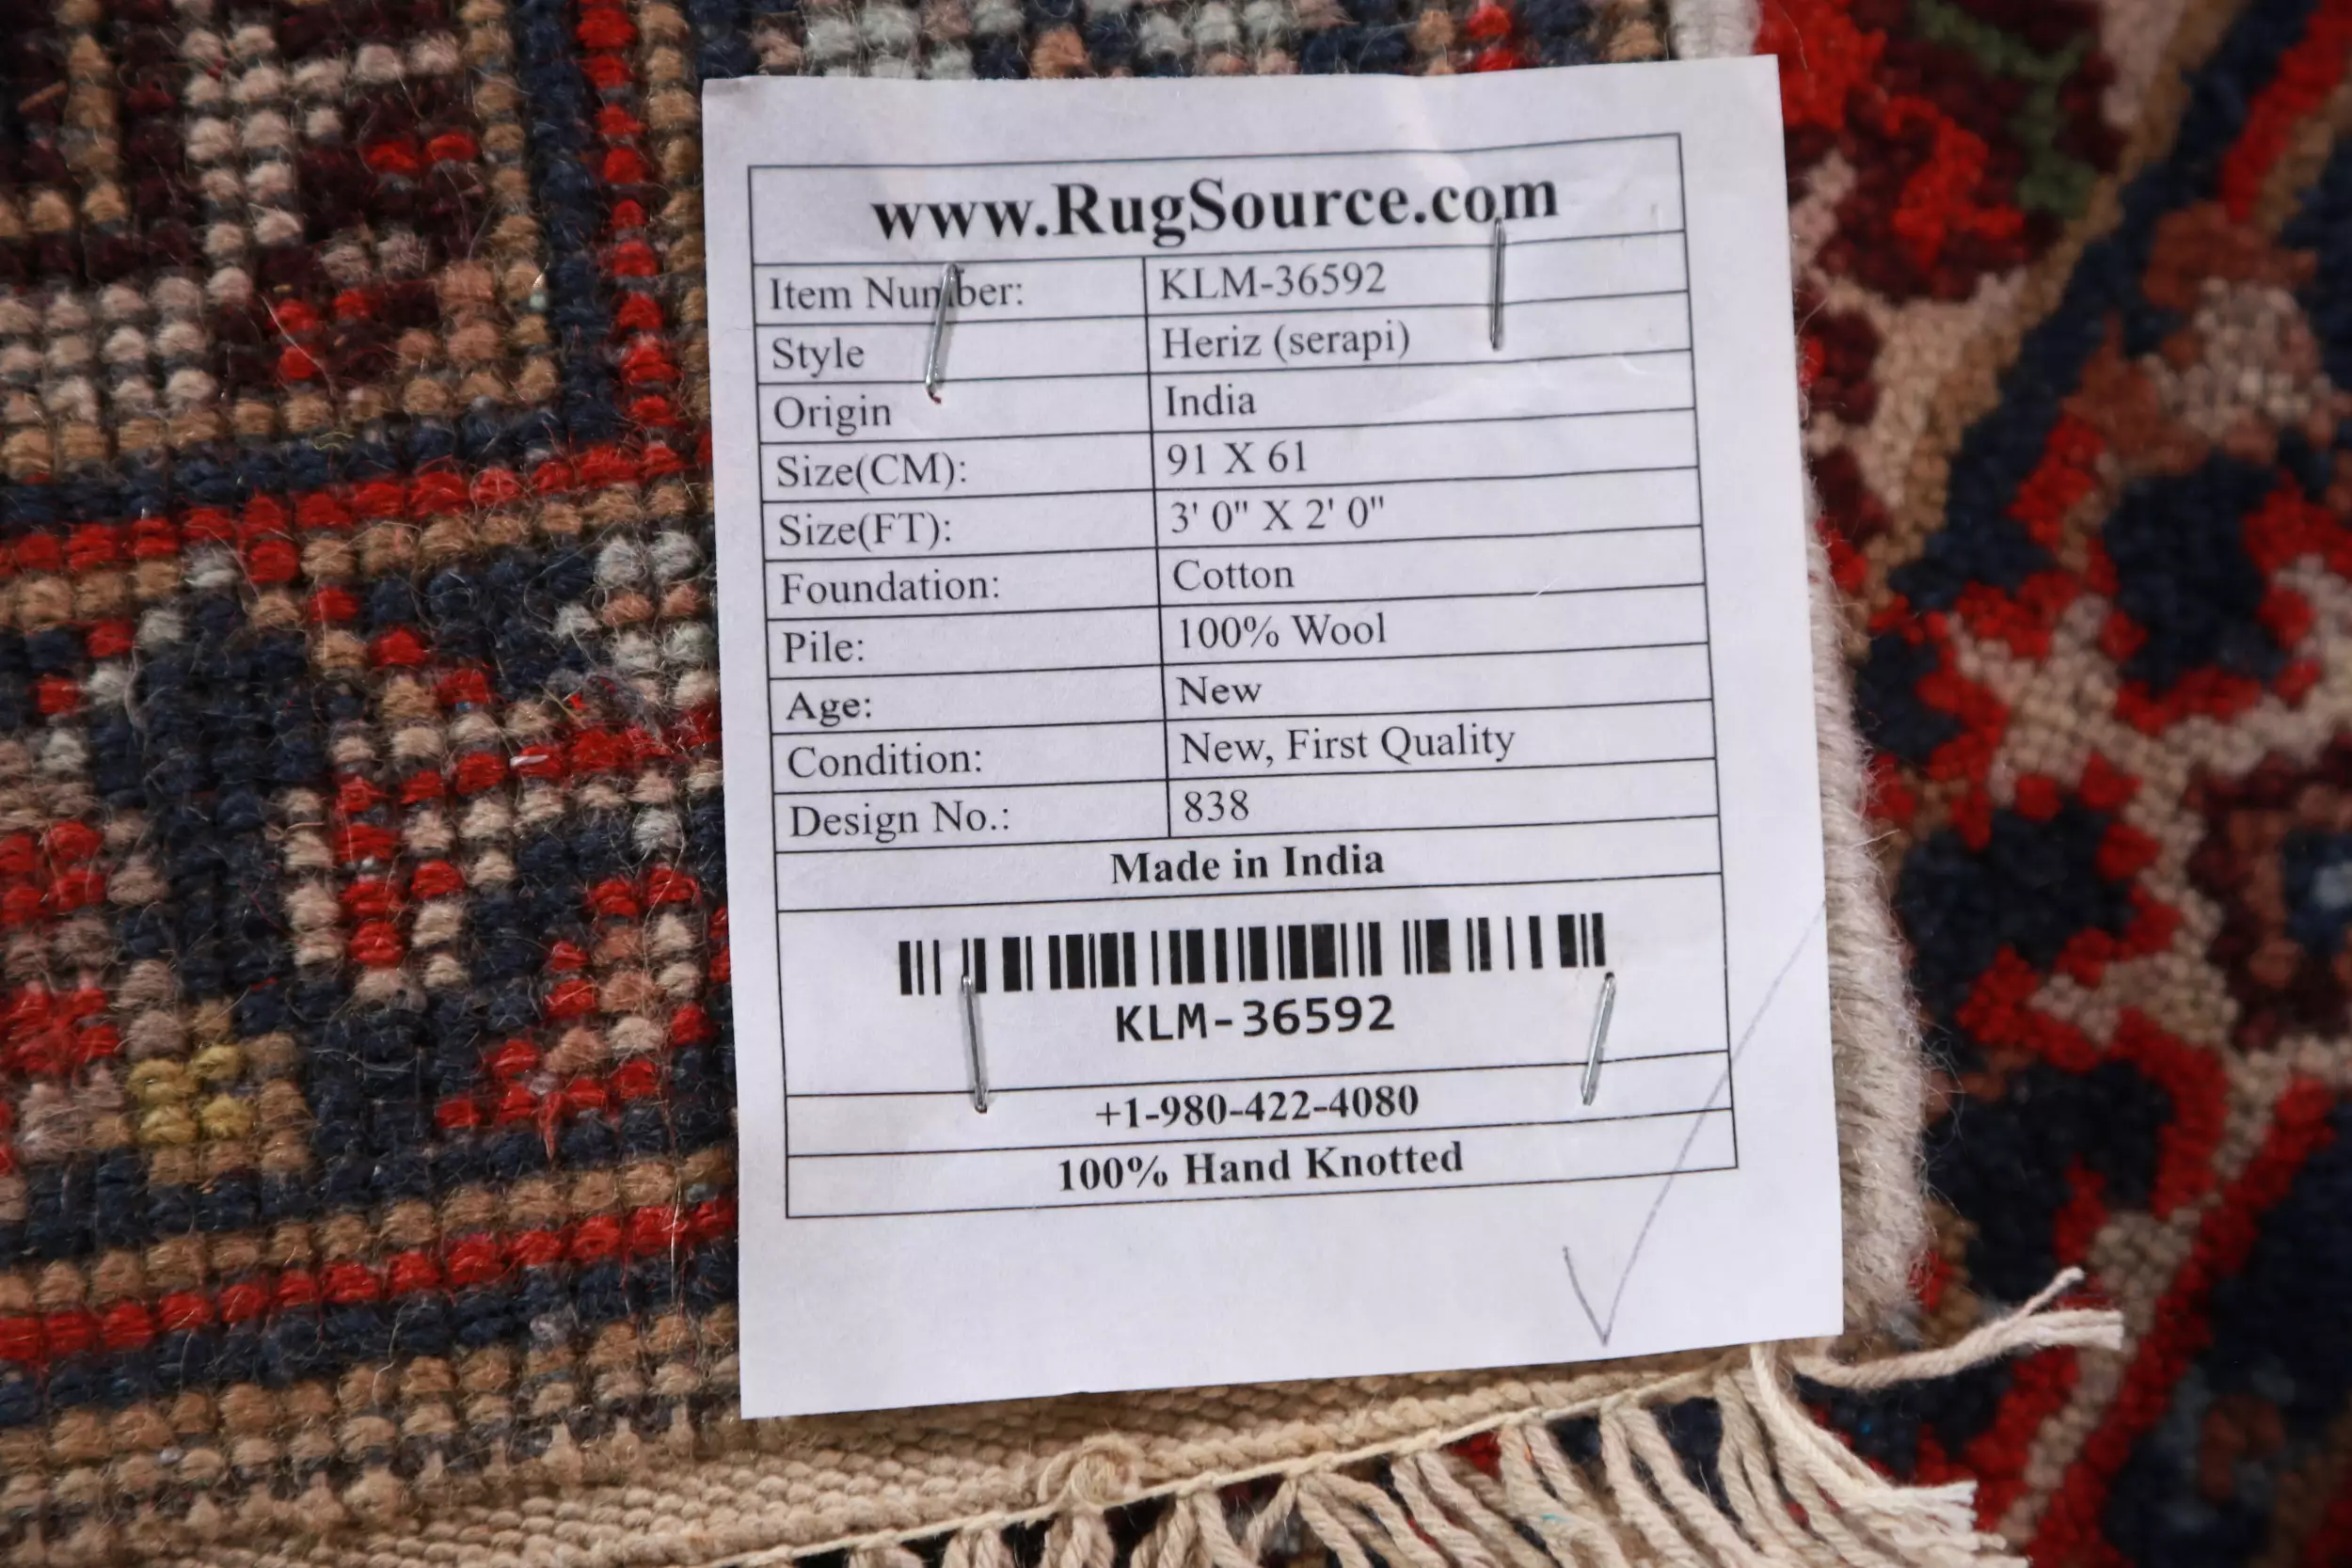 www.RugSource.com
Item Number: KLM-36592
Style Heriz (serapi)
Origin India
Size(CM): 91 X 61
Size(FT): 3' 0" X 2' 0"
Foundation: Cotton
Pile: 100% Wool
Age: New
Condition: New, First Quality
Design No.: 838
Made in India
KLM-36592
+1-980-422-4080
100% Hand Knotted